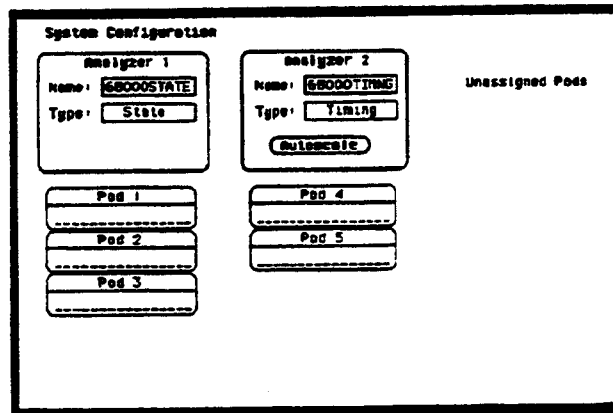 System Configuration
Analyzer 1
Name: 68000STATE
Type: State
Analyzer 2
Name: 68000TIMNG
Type: Timing
Autoscale
Unassigned Pods
Pod 1
Pod 2
Pod 3
Pod 4
Pod 5